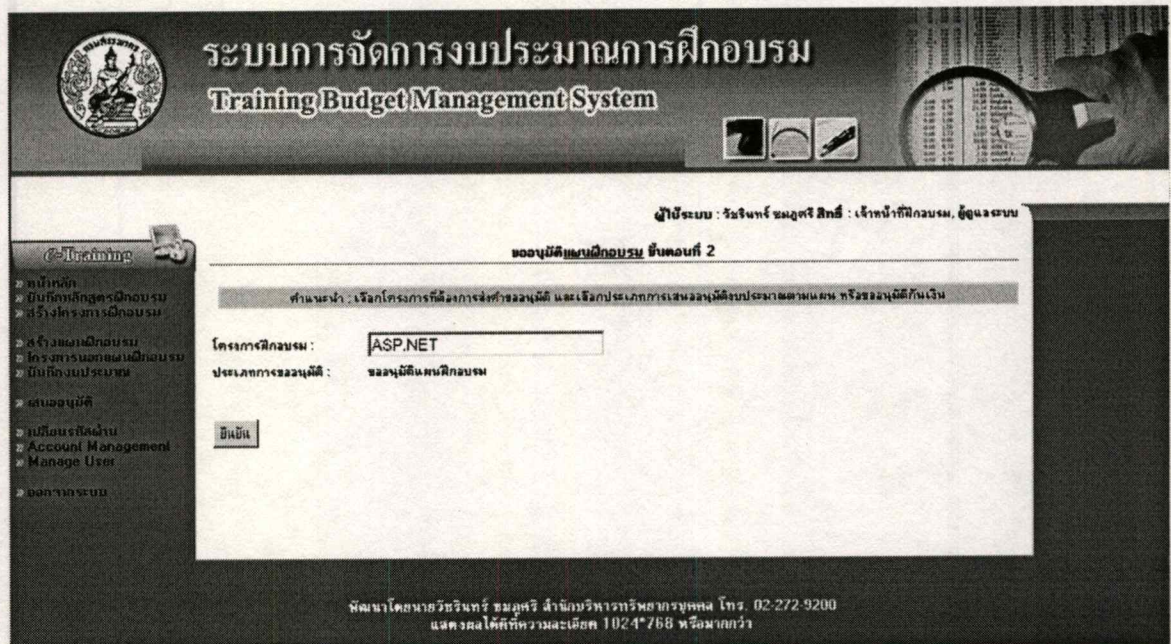 ระบบการจัดการงบประมาณการฝึกอบรม
Training Budget Management System
ผู้ใช้ระบบ : วัชรินทร์ ชมภูศรี สิทธิ์ : เจ้าหน้าที่ฝึกอบรม, ผู้ดูแลระบบ
e-Training
ขออนุมัติแผนฝึกอบรม ขั้นตอนที่ 2
» หน้าหลัก
» บันทึกหลักสูตรฝึกอบรม
» สร้างโครงการฝึกอบรม
» สร้างแผนฝึกอบรม
» โครงการนอกแผนฝึกอบรม
» บันทึกงบประมาณ
» เสนออนุมัติ
» เปลี่ยนรหัสผ่าน
» Account Management
» Manage User
» ออกจากระบบ
คำแนะนำ : เลือกโครงการที่ต้องการส่งคำขออนุมัติ และเลือกประเภทการเสนออนุมัติงบประมาณตามแผน หรือขออนุมัติกันเงิน
โครงการฝึกอบรม : ASP.NET
ประเภทการขออนุมัติ : ขออนุมัติแผนฝึกอบรม
ยืนยัน
พัฒนาโดยนายวัชรินทร์ ชมภูศรี สำนักบริหารทรัพยากรบุคคล โทร. 02-272-9200
แสดงผลได้ดีที่ความละเอียด 1024*768 หรือมากกว่า